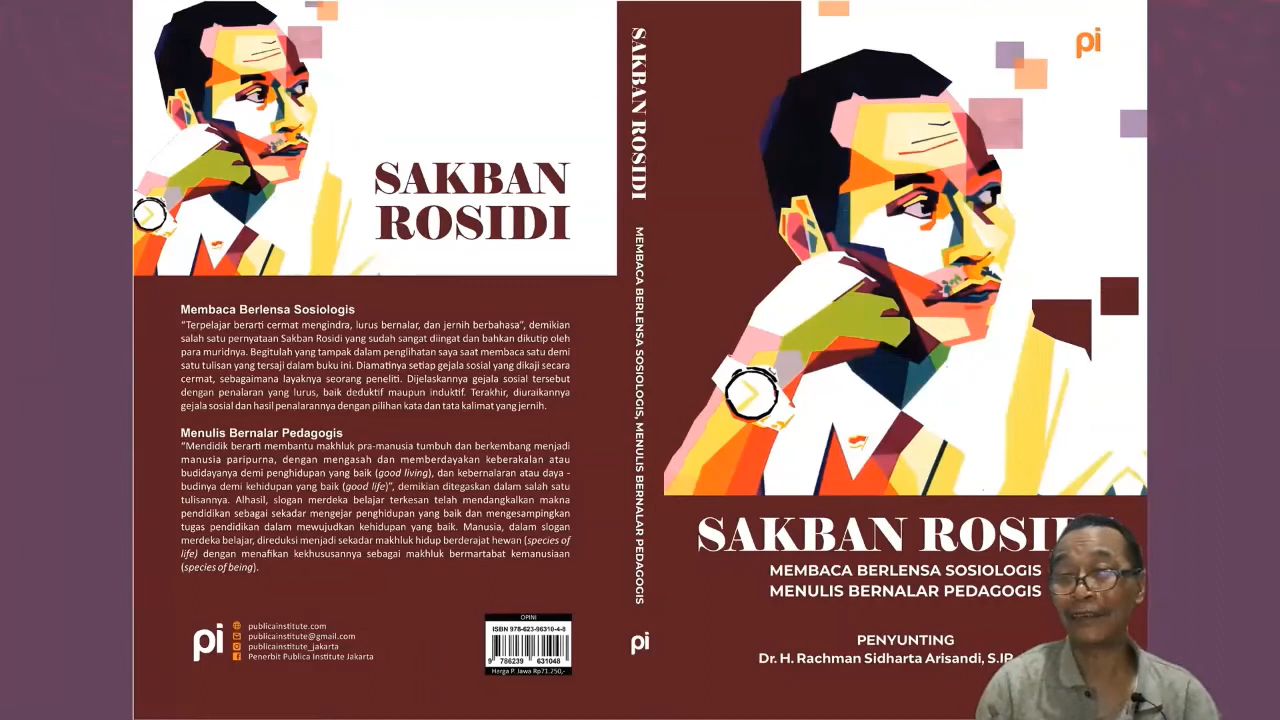 SAKBAN
ROSIDI
Membaca Berlensa Sosiologis
“Terpelajar berarti cermat mengindra, lurus bernalar, dan jernih berbahasa”, demikian
salah satu pernyataan Sakban Rosidi yang sudah sangat diingat dan bahkan dikutip oleh
para muridnya. Begitulah yang tampak dalam penglihatan saya saat membaca satu demi
satu tulisan yang tersaji dalam buku ini. Diamatinya setiap gejala sosial yang dikaji secara
cermat, sebagaimana layaknya seorang peneliti. Dijelaskannya gejala sosial tersebut
dengan penalaran yang lurus, baik deduktif maupun induktif. Terakhir, diuraikannya
gejala sosial dan hasil penalarannya dengan pilihan kata dan tata kalimat yang jernih.
Menulis Bernalar Pedagogis
“Mendidik berarti membantu makhluk pra-manusia tumbuh dan berkembang menjadi
manusia paripurna, dengan mengasah dan memberdayakan keberakalan atau
budidayanya demi penghidupan yang baik (good living), dan kebernalaran atau daya -
budinya demi kehidupan yang baik (good life)”, demikian ditegaskan dalam salah satu
tulisannya. Alhasil, slogan merdeka belajar terkesan telah mendangkalkan makna
pendidikan sebagai sekadar mengejar penghidupan yang baik dan mengesampingkan
tugas pendidikan dalam mewujudkan kehidupan yang baik. Manusia, dalam slogan
merdeka belajar, direduksi menjadi sekadar makhluk hidup berderajat hewan (species of
life) dengan menafikan kekhususannya sebagai makhluk bermartabat kemanusiaan
(species of being).
pi
publicainstitute.com
publicainstitute@gmail.com
publicainstitute_jakarta
Penerbit Publica Institute Jakarta
OPINI
ISBN 978-623-96310-4-8
9 786239 631048
Harga P. Jawa Rp71.250,-
SAKBAN ROSIDI
MEMBACA BERLENSA SOSIOLOGIS, MENULIS BERNALAR PEDAGOGIS
pi
pi
SAKBAN ROSI
MEMBACA BERLENSA SOSIOLOGIS
MENULIS BERNALAR PEDAGOGIS
PENYUNTING
Dr. H. Rachman Sidharta Arisandi, S.IP